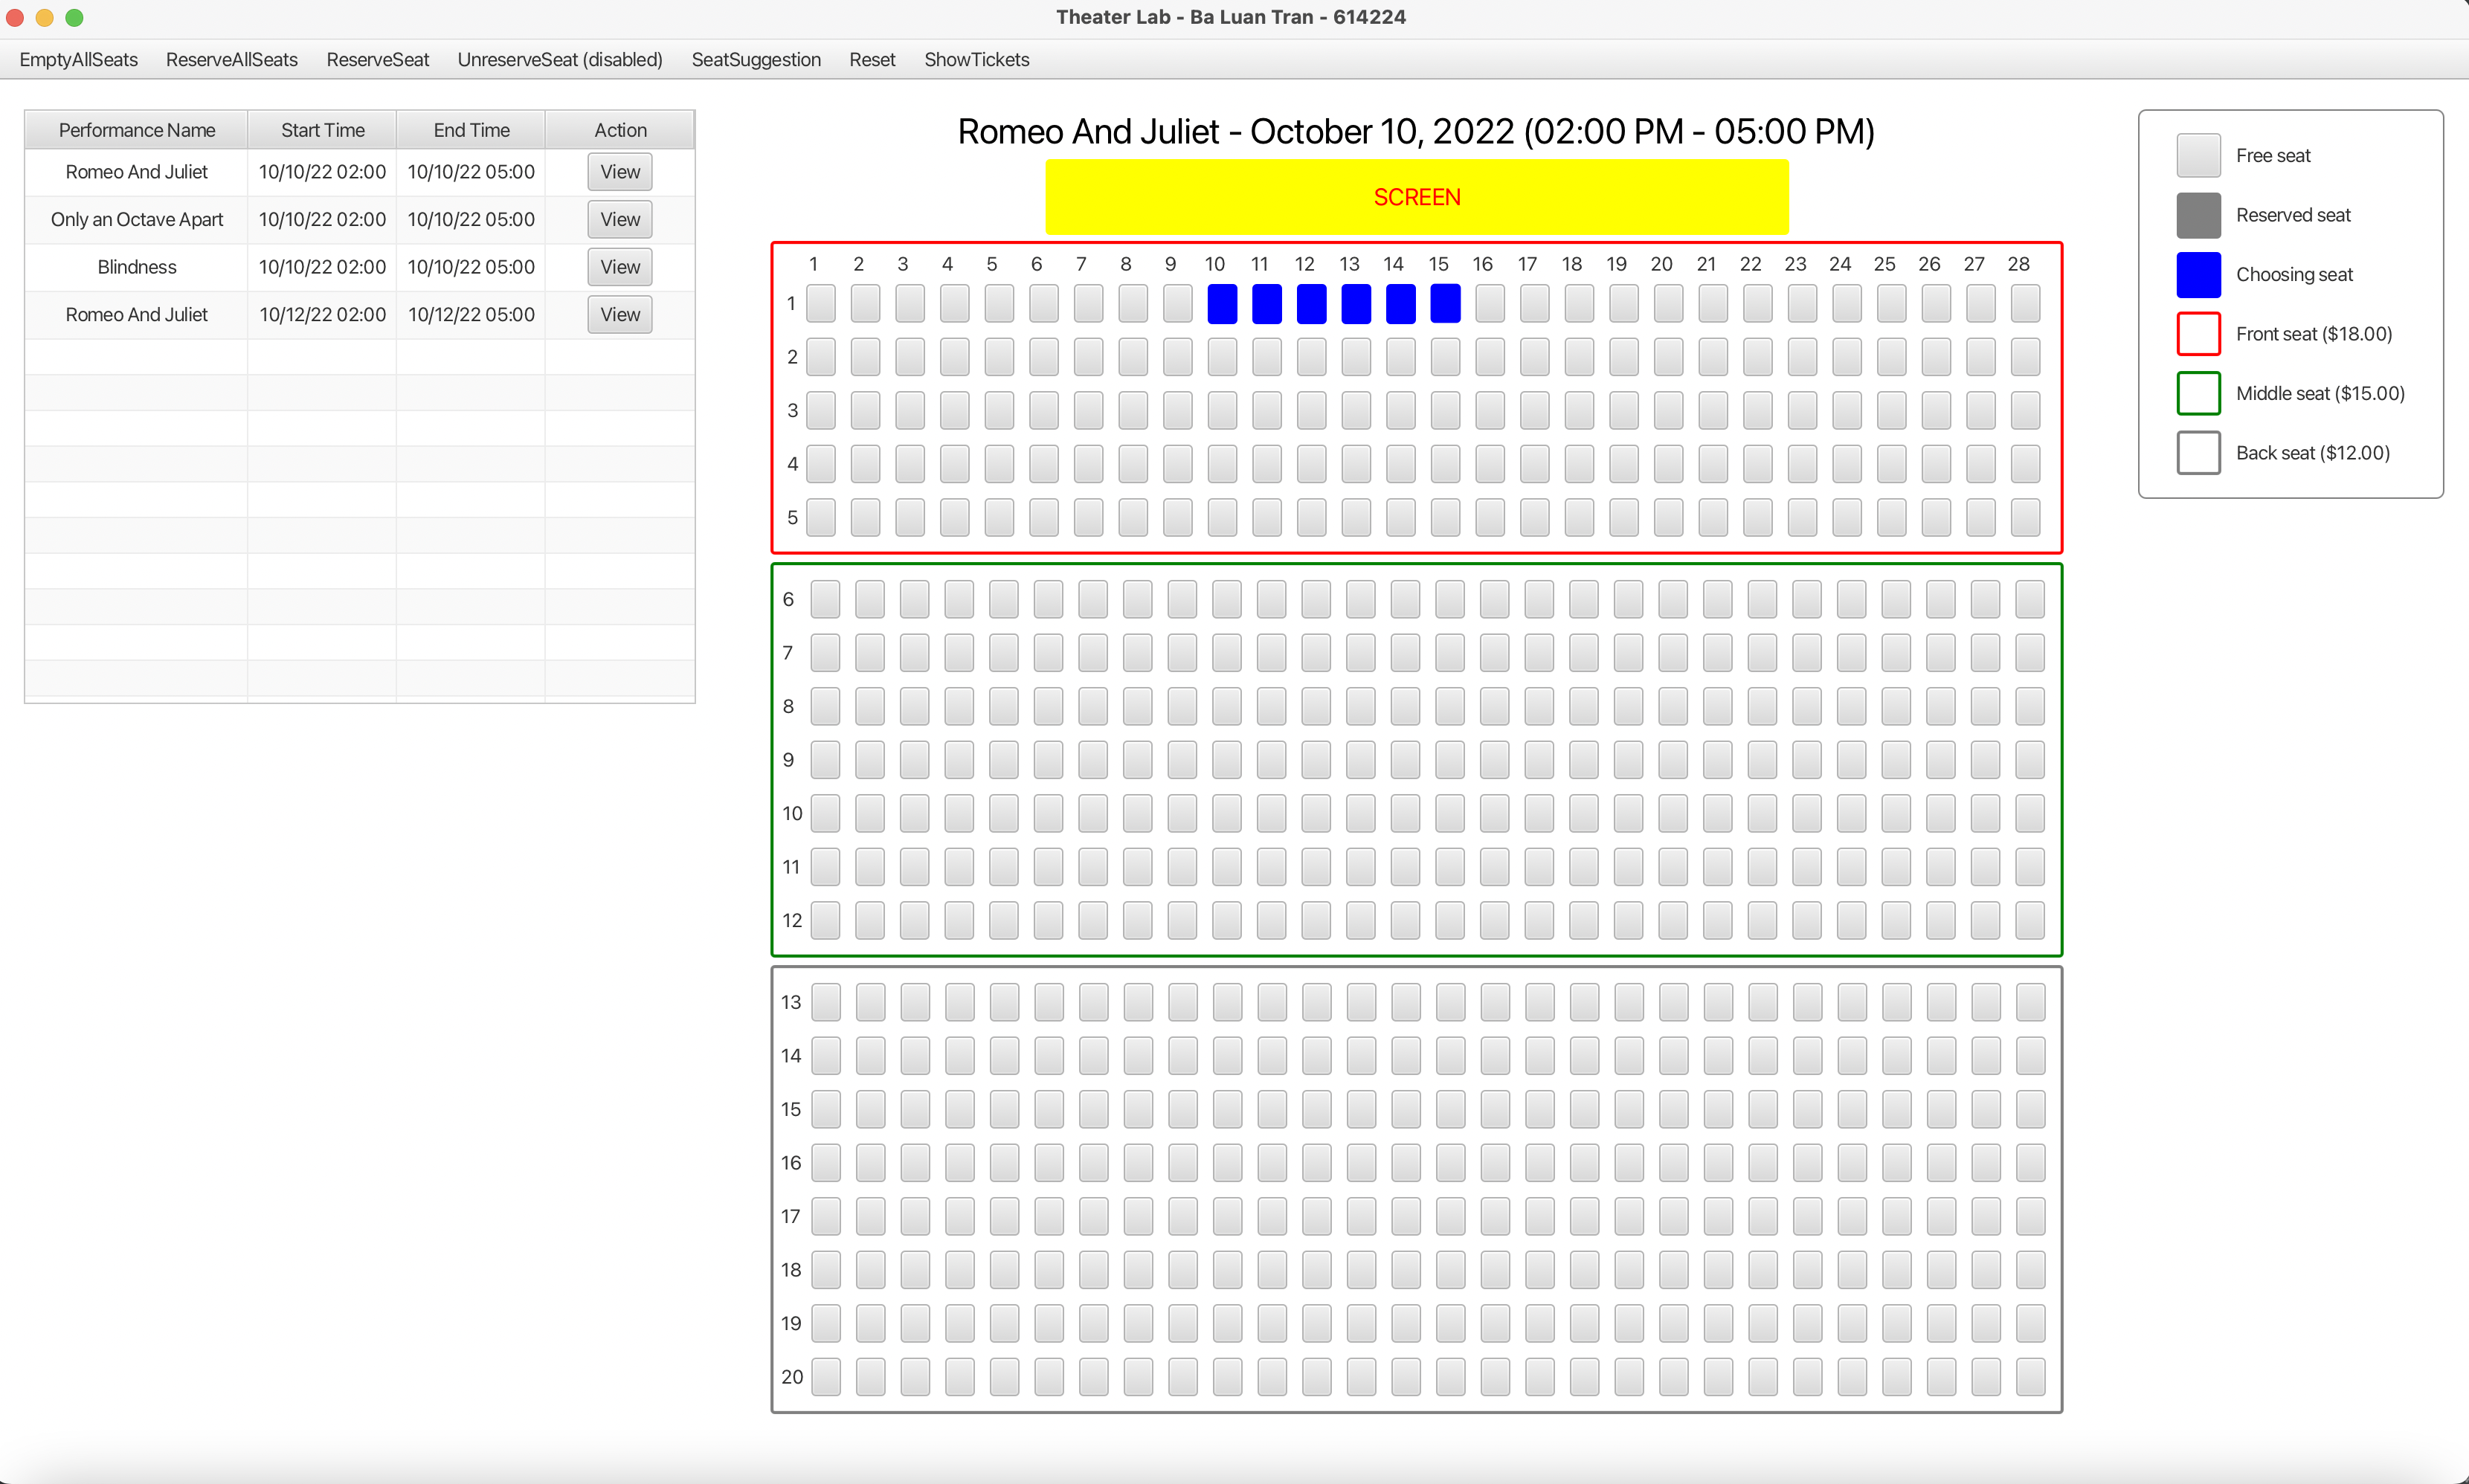 Theater Lab - Ba Luan Tran - 614224
EmptyAllSeats ReserveAllSeats ReserveSeat UnreserveSeat (disabled) SeatSuggestion Reset ShowTickets
Performance Name Start Time End Time Action
Romeo And Juliet 10/10/22 02:00 10/10/22 05:00 View
Only an Octave Apart 10/10/22 02:00 10/10/22 05:00 View
Blindness 10/10/22 02:00 10/10/22 05:00 View
Romeo And Juliet 10/12/22 02:00 10/12/22 05:00 View
Romeo And Juliet - October 10, 2022 (02:00 PM - 05:00 PM)
SCREEN
1 2 3 4 5 6 7 8 9 10 11 12 13 14 15 16 17 18 19 20 21 22 23 24 25 26 27 28
1
2
3
4
5
6
7
8
9
10
11
12
13
14
15
16
17
18
19
20
Free seat
Reserved seat
Choosing seat
Front seat ($18.00)
Middle seat ($15.00)
Back seat ($12.00)